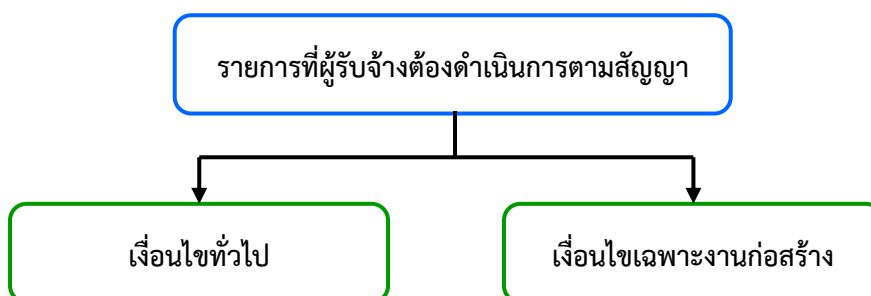 รายการที่ผู้รับจ้างต้องดำเนินการตามสัญญา
เงื่อนไขทั่วไป
เงื่อนไขเฉพาะงานก่อสร้าง